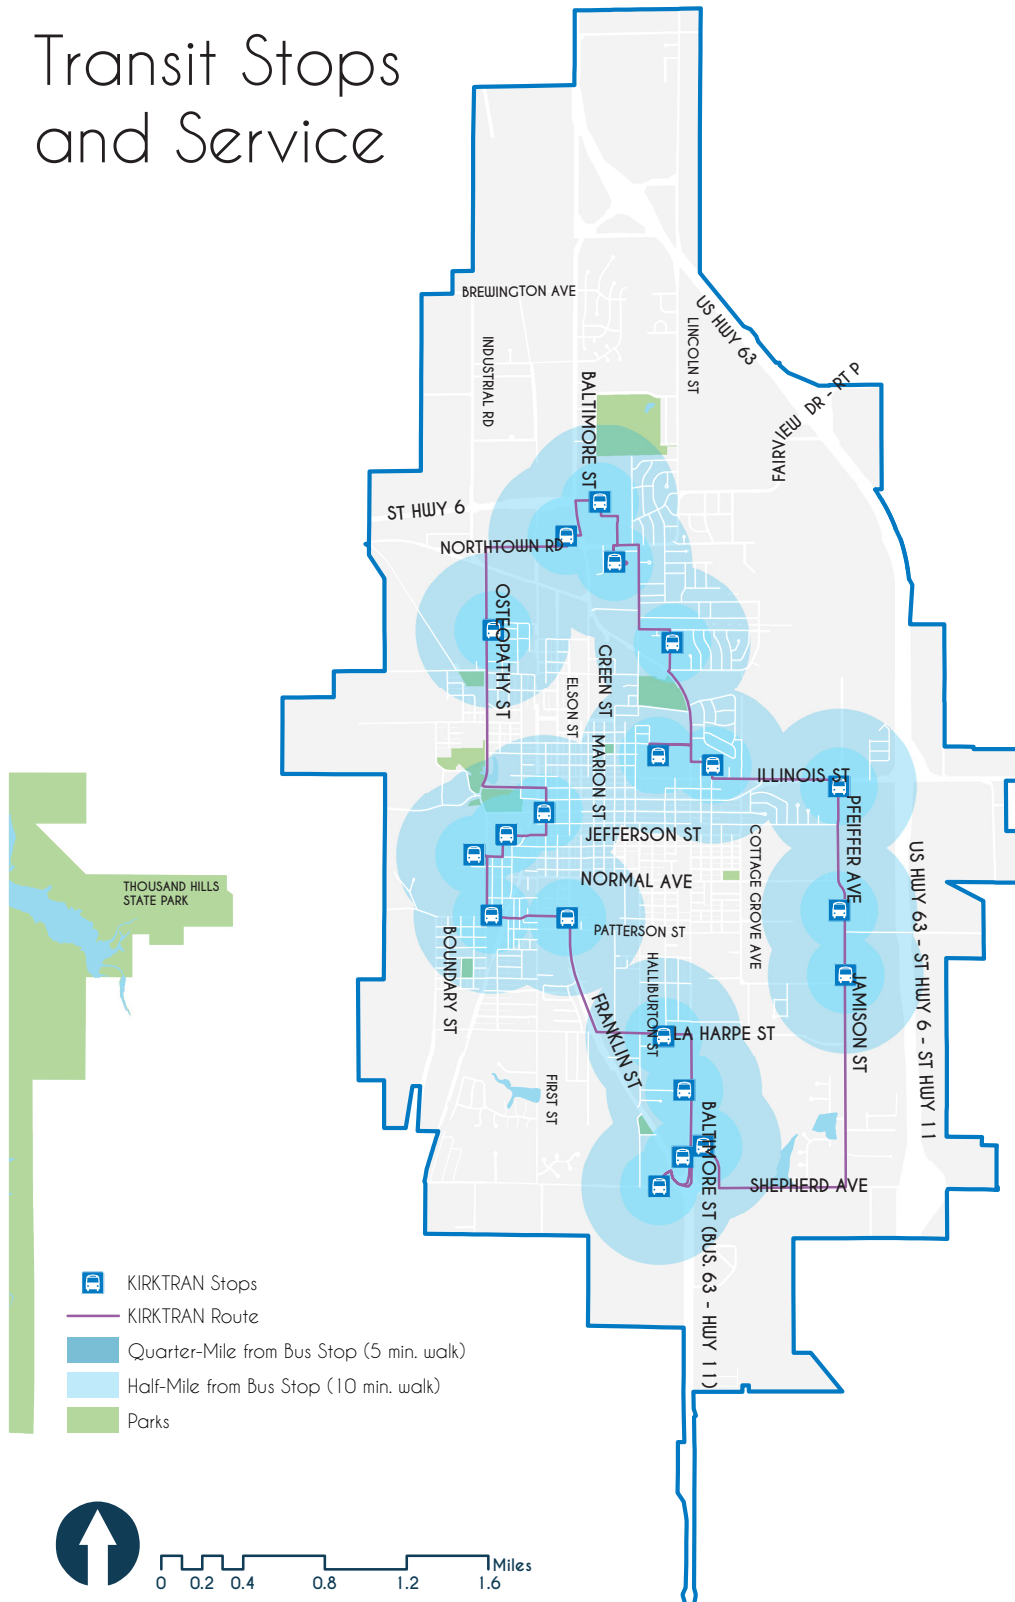 Transit Stops
and Service
BREWINGTON AVE
INDUSTRIAL RD
BALTIMORE ST
LINCOLN ST
US HWY 63
FAIRVIEW DR - RT P
ST HWY 6
NORTHTOWN RD
OSTEOPATHY ST
GREEN ST
ELSON ST
MARION ST
ILLINOIS ST
PFEIFFER AVE
JEFFERSON ST
COTTAGE GROVE AVE
US HWY 63 - ST HWY 6 - ST HWY 11
NORMAL AVE
THOUSAND HILLS
STATE PARK
PATTERSON ST
BOUNDARY ST
HALLIBURTON ST
JAMISON ST
FRANKLIN ST
LA HARPE ST
FIRST ST
BALTIMORE ST (BUS. 63 - HWY 11)
SHEPHERD AVE
KIRKTRAN Stops
KIRKTRAN Route
Quarter-Mile from Bus Stop (5 min. walk)
Half-Mile from Bus Stop (10 min. walk)
Parks
Miles
0 0.2 0.4 0.8 1.2 1.6